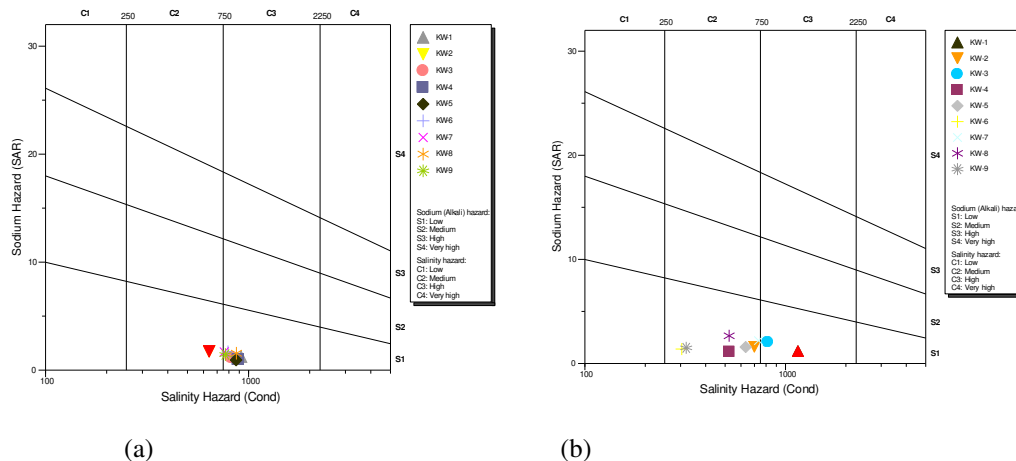 C1 250 C2 750 C3 2250 C4
30
20
10
0
Sodium Hazard (SAR)
S4
S3
S2
S1
100 1000
Salinity Hazard (Cond)
KW-1
KW-2
KW-3
KW-4
KW-5
KW-6
KW-7
KW-8
KW-9
Sodium (Alkali) hazard:
S1: Low
S2: Medium
S3: High
S4: Very high
Salinity hazard:
C1: Low
C2: Medium
C3: High
C4: Very high
(a)
C1 250 C2 750 C3 2250 C4
30
20
10
0
Sodium Hazard (SAR)
S4
S3
S2
S1
100 1000
Salinity Hazard (Cond)
KW-1
KW-2
KW-3
KW-4
KW-5
KW-6
KW-7
KW-8
KW-9
Sodium (Alkali) haza
S1: Low
S2: Medium
S3: High
S4: Very high
Salinity hazard:
C1: Low
C2: Medium
C3: High
C4: Very high
(b)